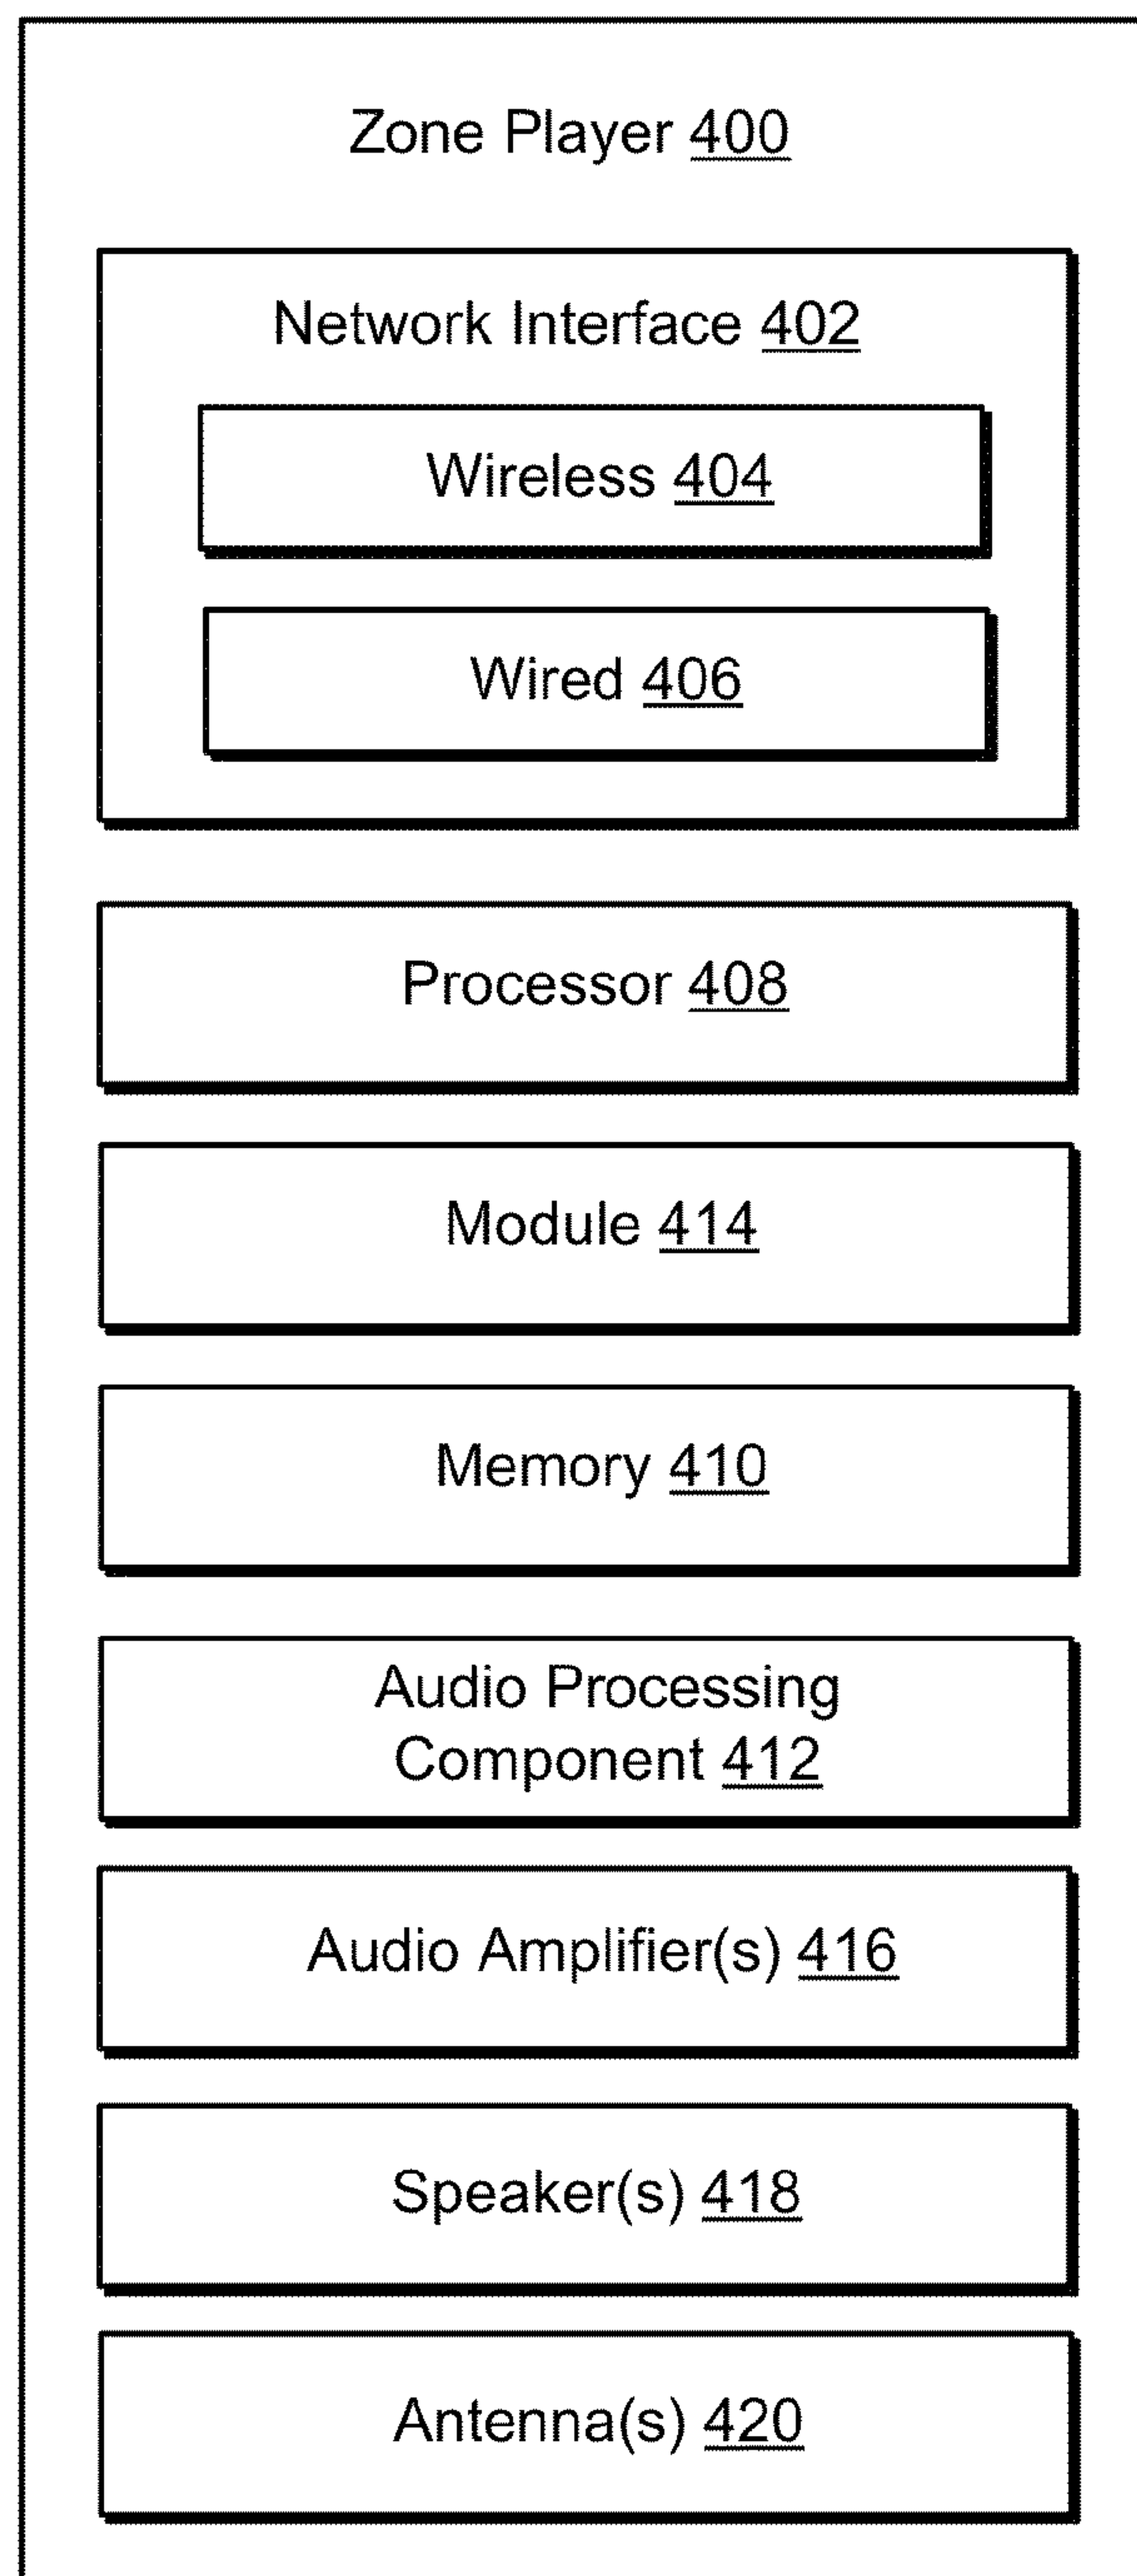 Zone Player 400
Network Interface 402
Wireless 404
Wired 406
Processor 408
Module 414
Memory 410
Audio Processing
Component 412
Audio Amplifier(s) 416
Speaker(s) 418
Antenna(s) 420